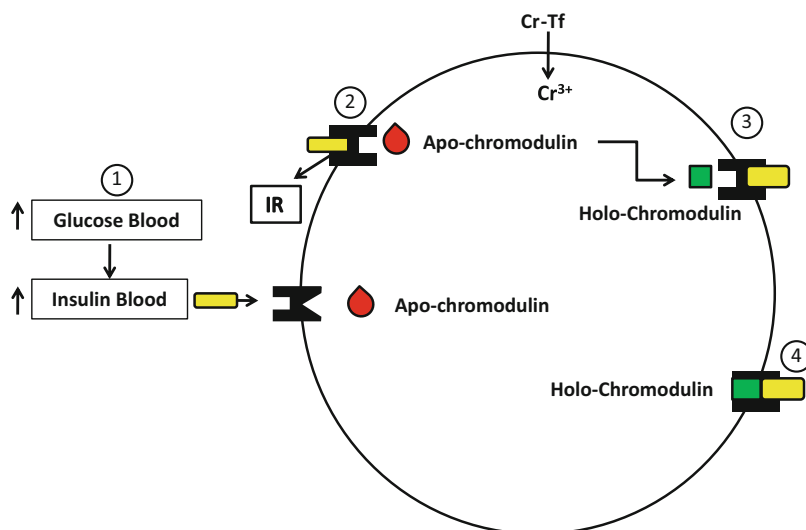 Cr-Tf
Cr³⁺
2
Apo-chromodulin
3
1
IR
Glucose Blood
Holo-Chromodulin
Insulin Blood
Apo-chromodulin
4
Holo-Chromodulin